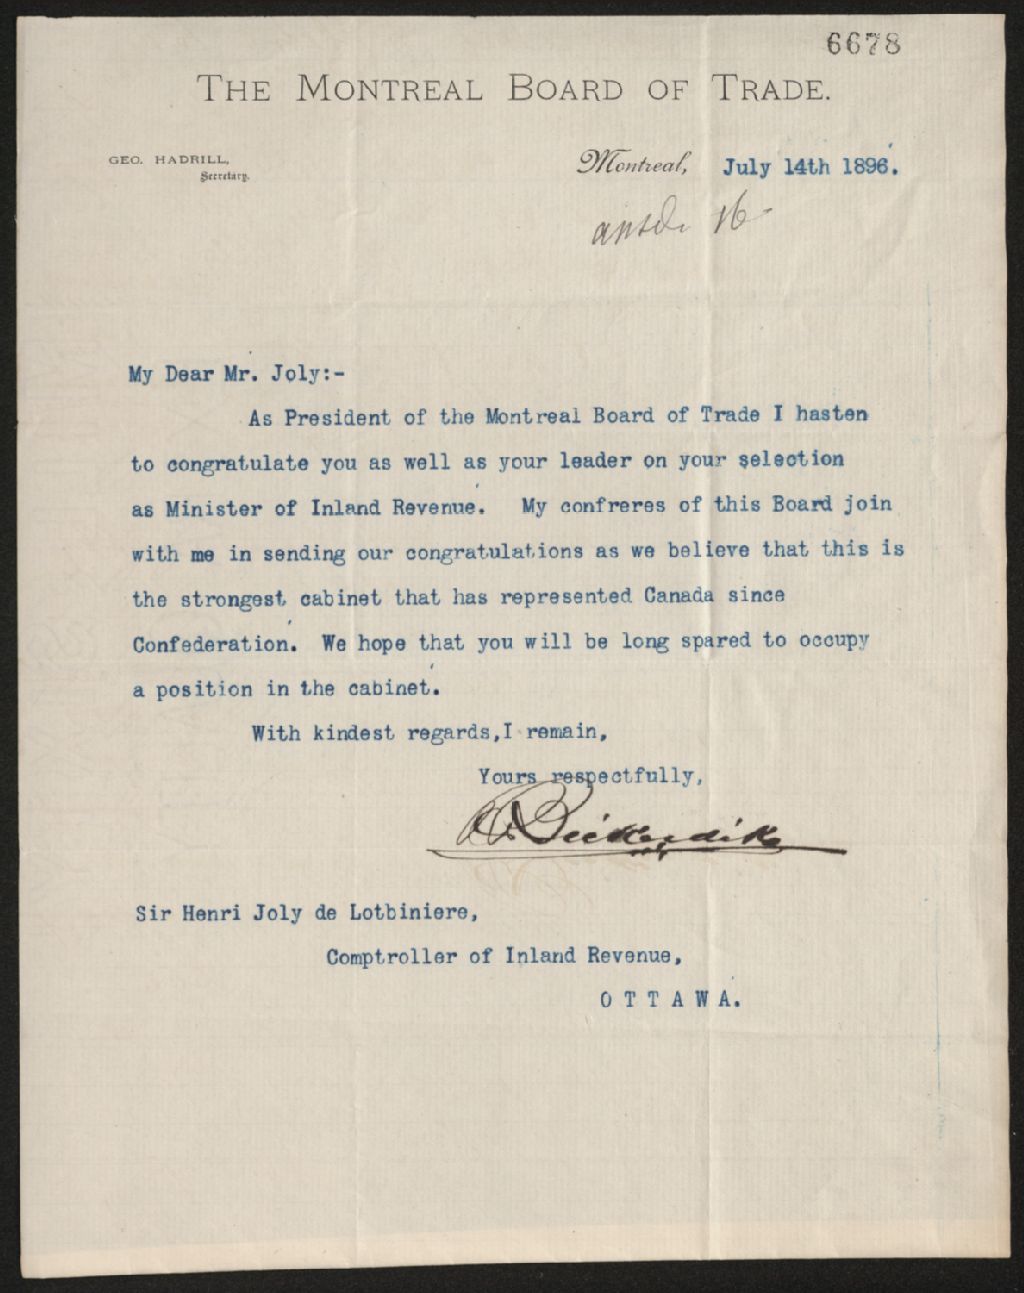 6678
THE MONTREAL BOARD OF TRADE.
GEO. HADRILL,
Secretary.
Montreal, July 14th 1896.
ansd. 16
My Dear Mr. Joly:-
As President of the Montreal Board of Trade I hasten
to congratulate you as well as your leader on your selection
as Minister of Inland Revenue. My confreres of this Board join
with me in sending our congratulations as we believe that this is
the strongest cabinet that has represented Canada since
Confederation. We hope that you will be long spared to occupy
a position in the cabinet.
With kindest regards,I remain,
Yours respectfully,
R Bickerdike
Sir Henri Joly de Lotbiniere,
Comptroller of Inland Revenue,
O T T A W A.